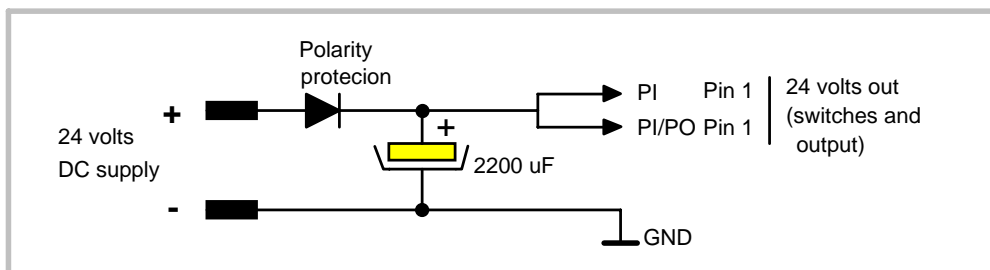 Polarity
protecion
+
24 volts
DC supply
-
+
2200 uF
PI Pin 1
PI/PO Pin 1
24 volts out
(switches and
output)
GND